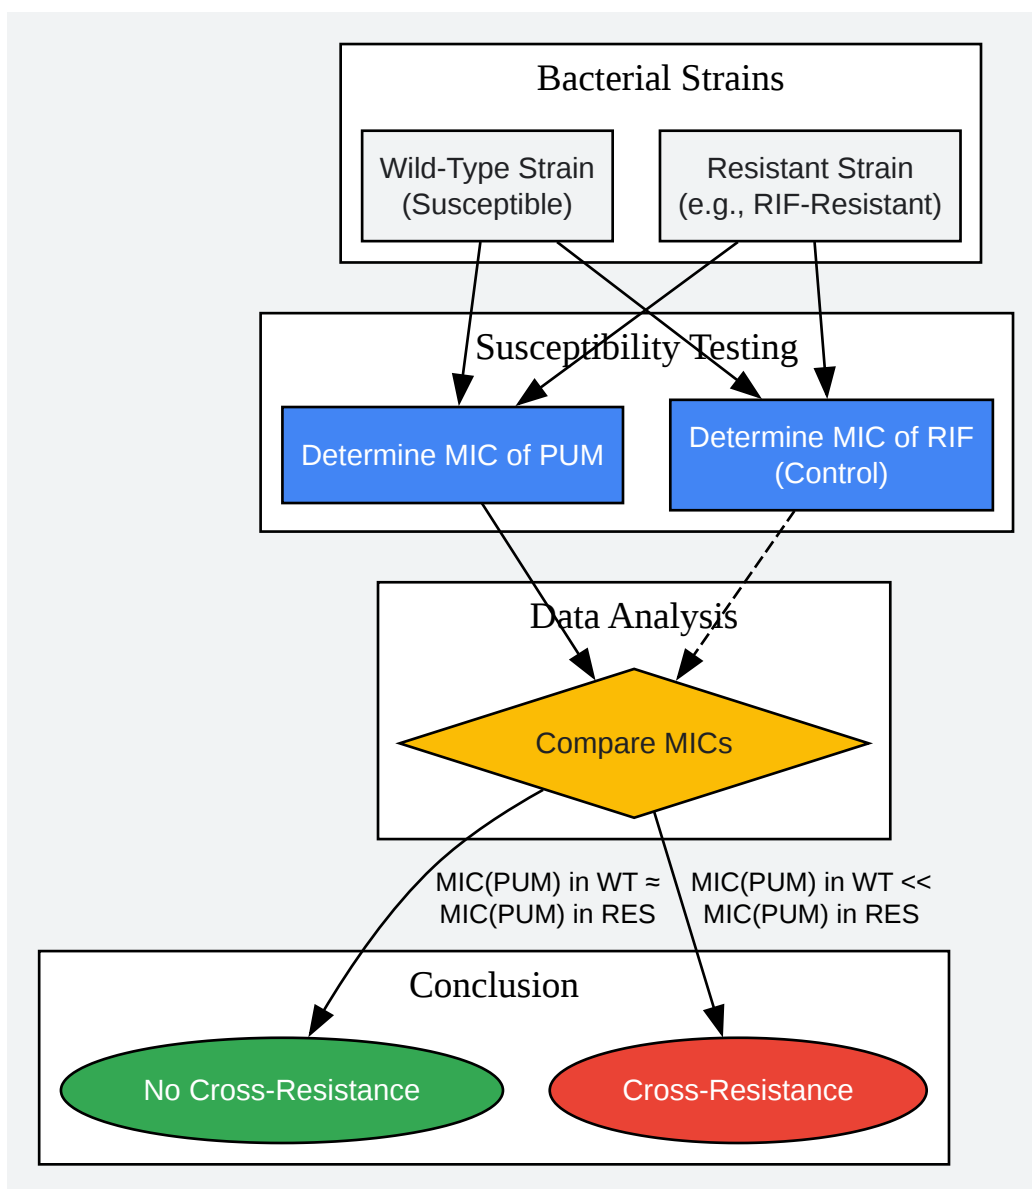 Bacterial Strains
Wild-Type Strain
(Susceptible)
Resistant Strain
(e.g., RIF-Resistant)
Susceptibility Testing
Determine MIC of PUM
Determine MIC of RIF
(Control)
Data Analysis
Compare MICs
MIC(PUM) in WT ≈
MIC(PUM) in RES
MIC(PUM) in WT <<
MIC(PUM) in RES
Conclusion
No Cross-Resistance
Cross-Resistance